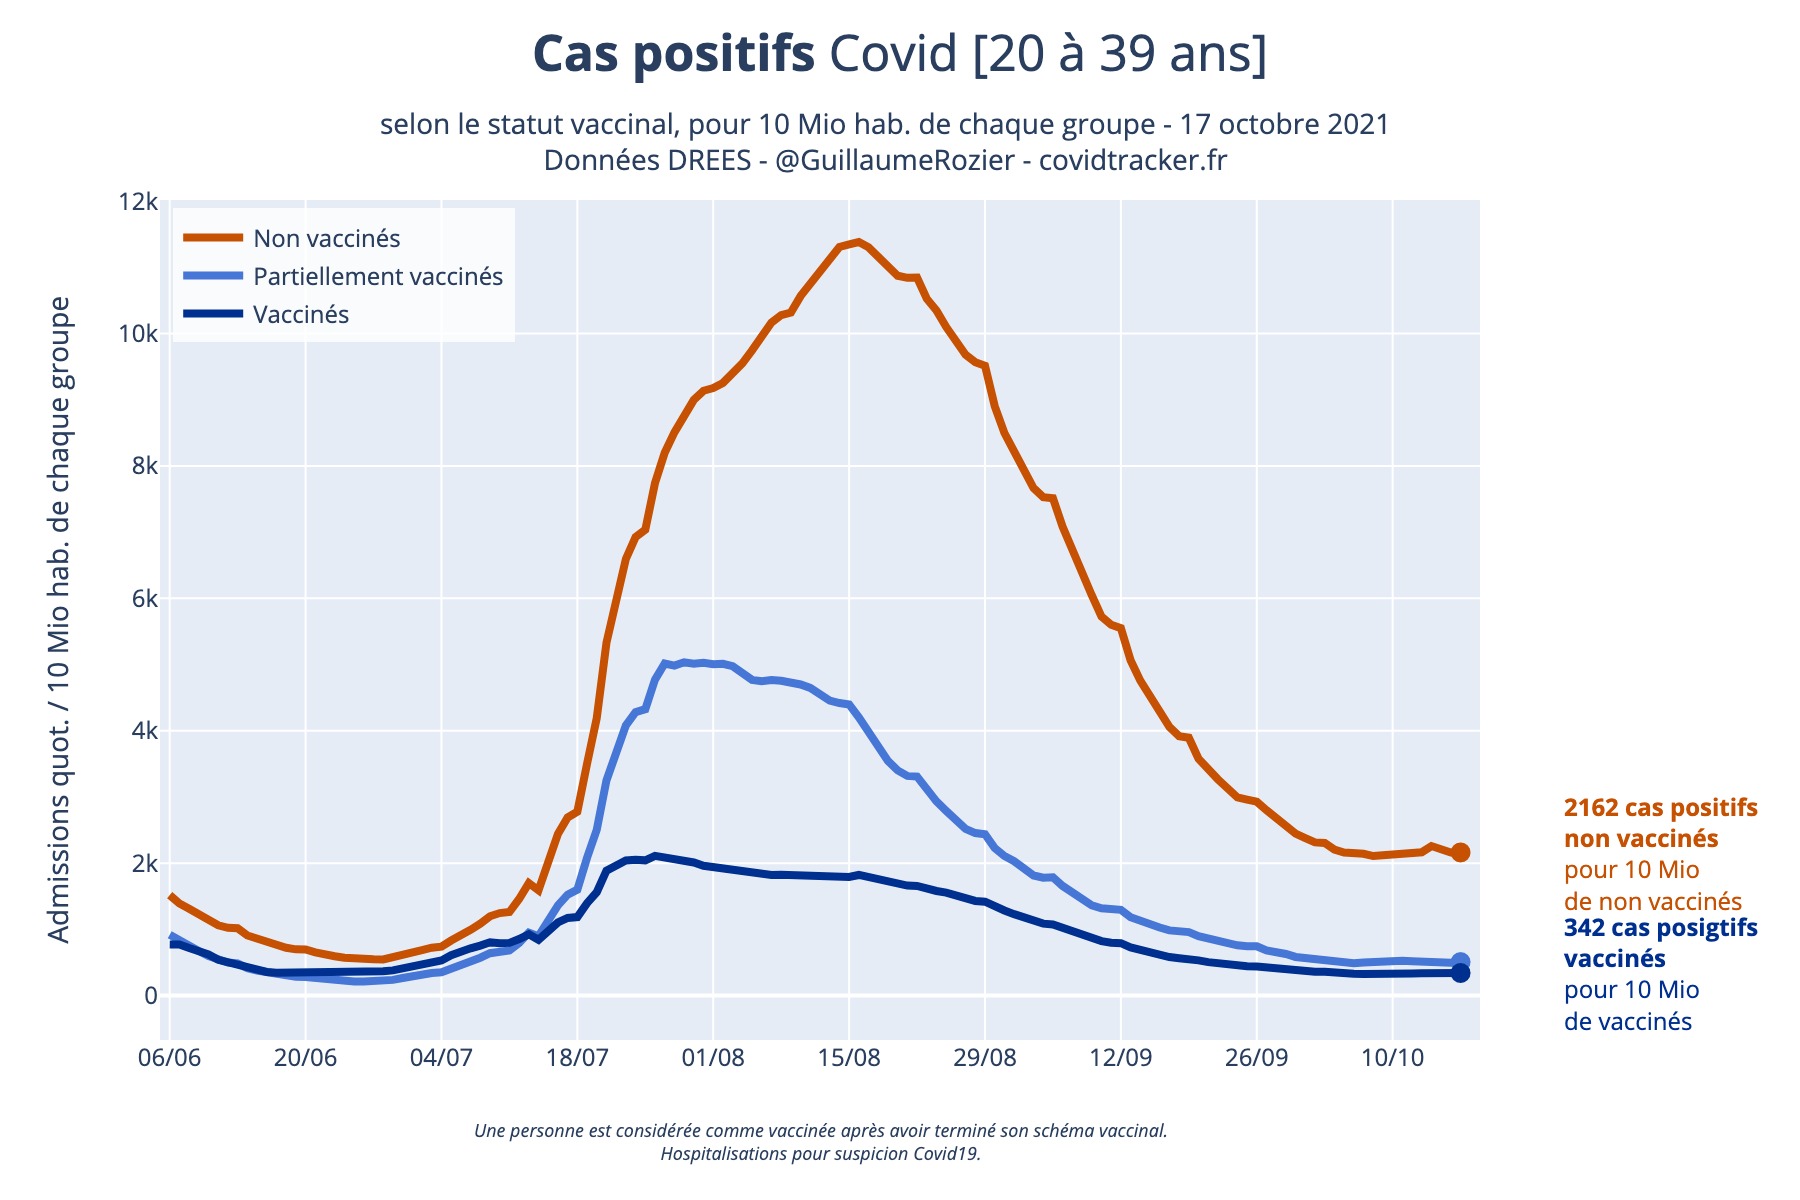 Cas positifs Covid [20 à 39 ans]
selon le statut vaccinal, pour 10 Mio hab. de chaque groupe - 17 octobre 2021
Données DREES - @GuillaumeRozier - covidtracker.fr
Admissions quot. / 10 Mio hab. de chaque groupe
12k
10k
8k
6k
4k
2k
0
Non vaccinés
Partiellement vaccinés
Vaccinés
2162 cas positifs
non vaccinés
pour 10 Mio
de non vaccinés
342 cas posigtifs
vaccinés
pour 10 Mio
de vaccinés
06/06 20/06 04/07 18/07 01/08 15/08 29/08 12/09 26/09 10/10
Une personne est considérée comme vaccinée après avoir terminé son schéma vaccinal.
Hospitalisations pour suspicion Covid19.